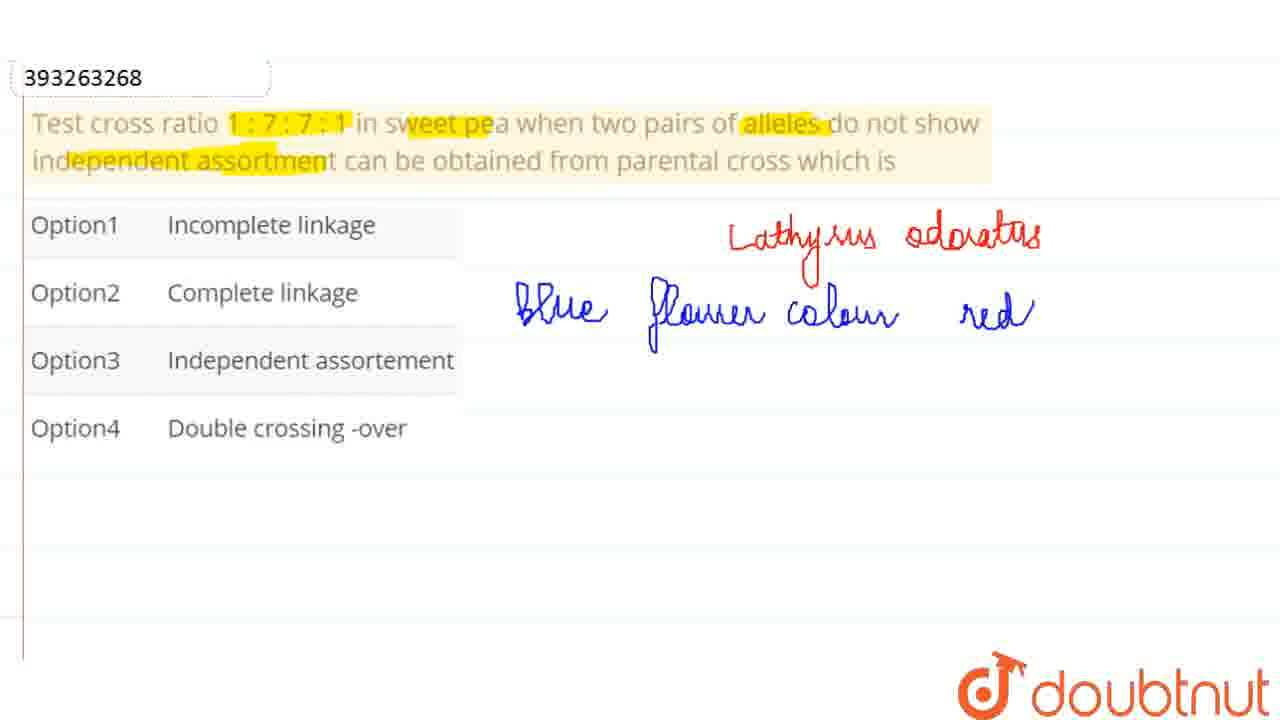 393263268
Test cross ratio 1 : 7 : 7 : 1 in sweet pea when two pairs of alleles do not show
independent assortment can be obtained from parental cross which is
Option1 Incomplete linkage
Lathyrus odoratus
Option2 Complete linkage
Blue flower colour red
Option3 Independent assortement
Option4 Double crossing -over
doubtnut